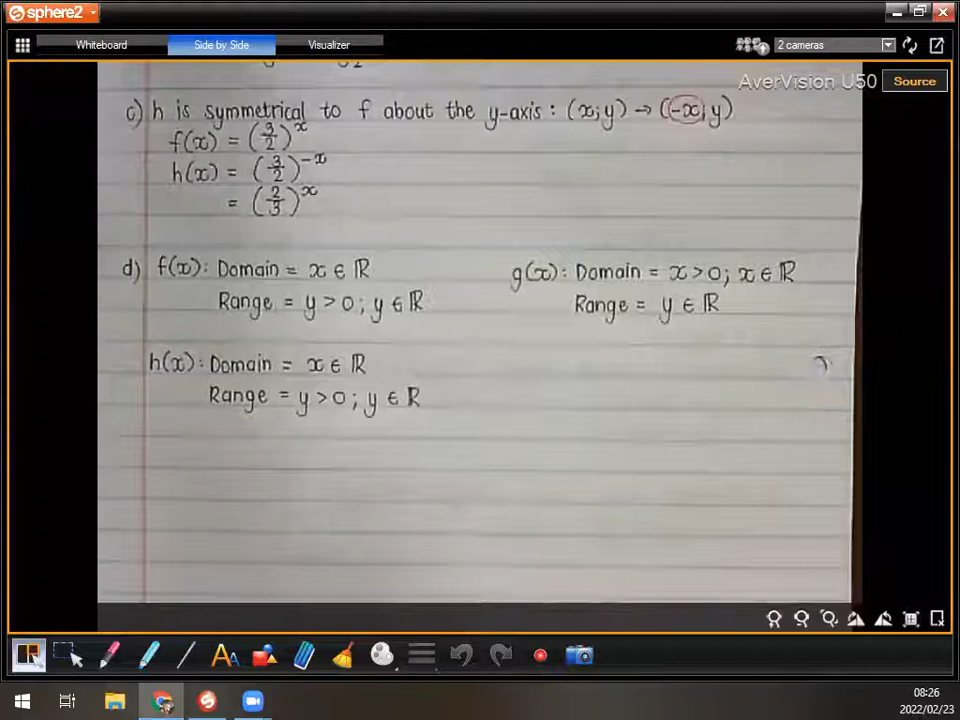 sphere2
Whiteboard
Side by Side
Visualizer
2 cameras
AverVision U50
Source
c) h is symmetrical to f about the y-axis : (x;y) → (-x;y)
f(x) = (3/2)^x
h(x) = (3/2)^-x
= (2/3)^x
d) f(x): Domain = x ∈ ℝ
Range = y > 0 ; y ∈ ℝ
g(x): Domain = x > 0 ; x ∈ ℝ
Range = y ∈ ℝ
h(x): Domain = x ∈ ℝ
Range = y > 0 ; y ∈ ℝ
08:26
2022/02/23